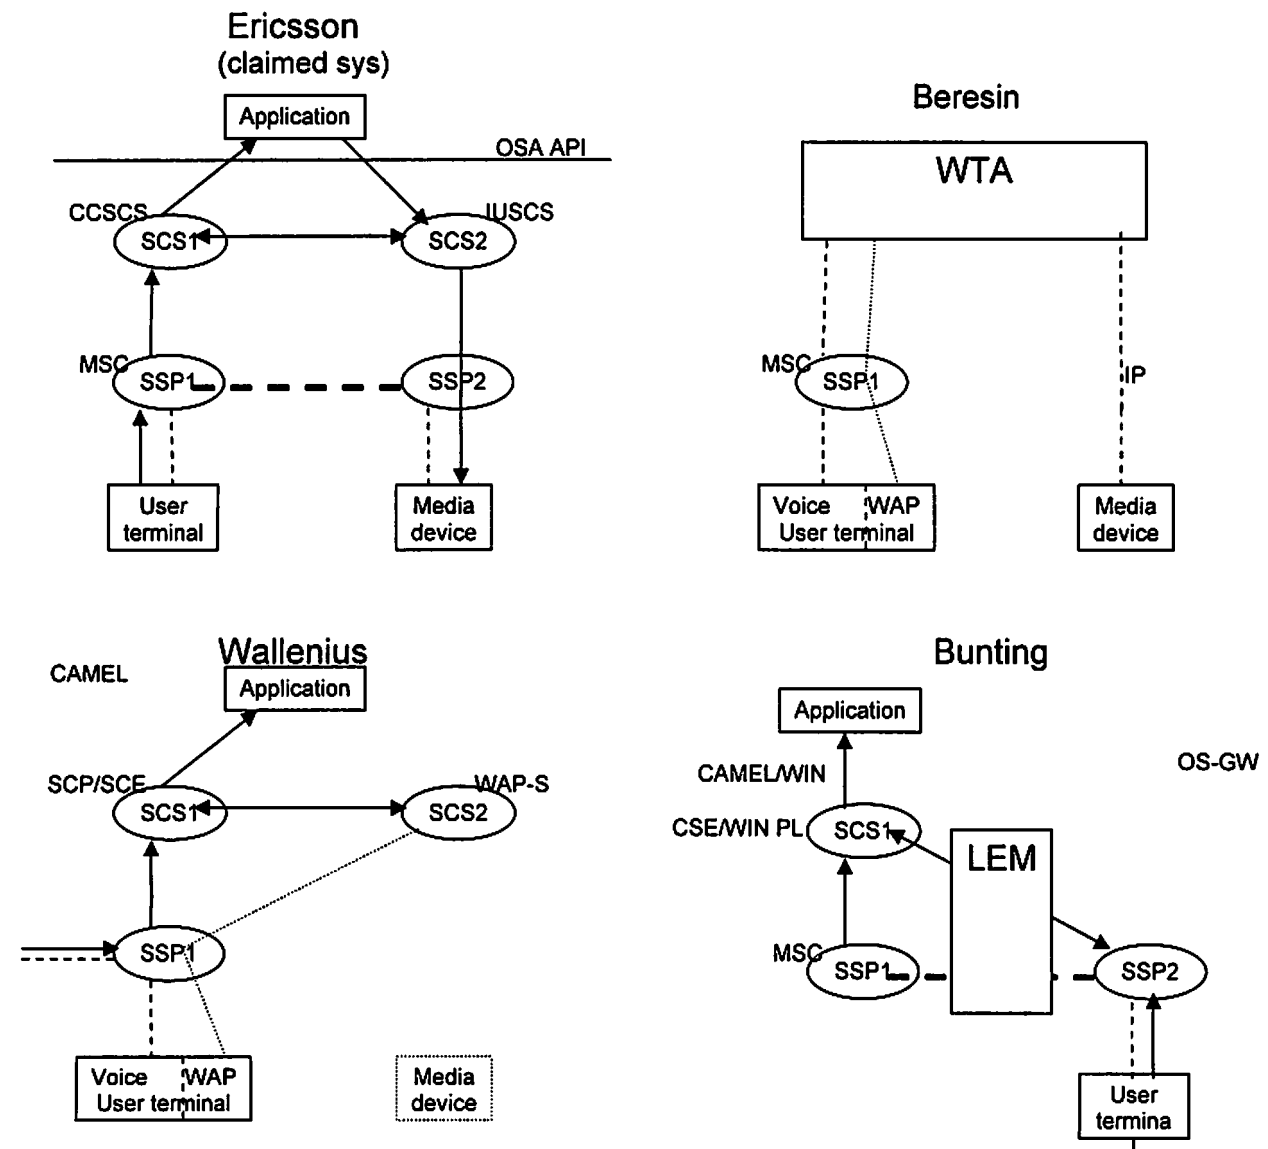 Ericsson
(claimed sys)
Application
OSA API
CCSCS
IUSCS
SCS1
SCS2
MSC
SSP1
SSP2
User
terminal
Media
device
Beresin
WTA
MSC
SSP1
IP
Voice WAP
User terminal
Media
device
Wallenius
CAMEL
Application
SCP/SCE
WAP-S
SCS1
SCS2
SSP1
Voice WAP
User terminal
Media
device
Bunting
Application
OS-GW
CAMEL/WIN
CSE/WIN PL
SCS1
LEM
MSC
SSP1
SSP2
User
termina